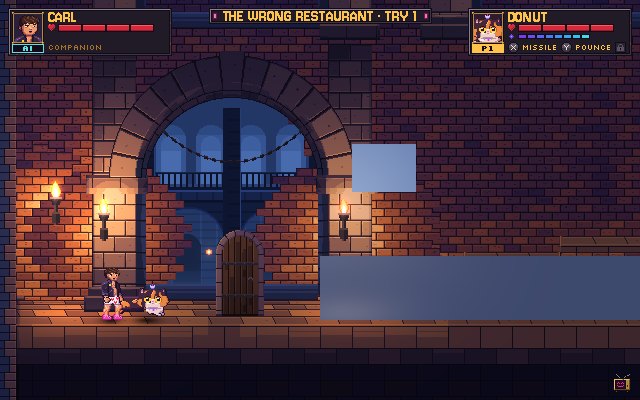 CARL
AI COMPANION
THE WRONG RESTAURANT · TRY 1
DONUT
P1 X MISSILE Y POUNCE